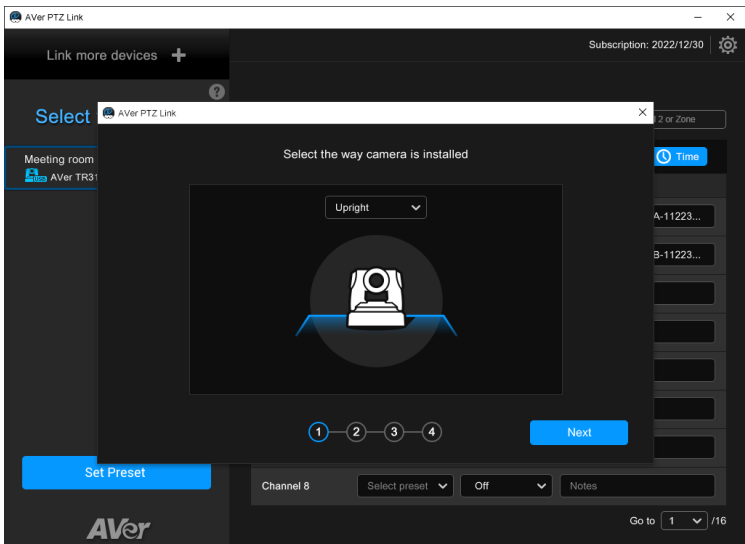 AVer PTZ Link
Link more devices +
Subscription: 2022/12/30
?
Select
AVer PTZ Link
l 2 or Zone
Select the way camera is installed
Meeting room
USB AVer TR31
Time
Upright
A-11223...
B-11223...
1 2 3 4
Next
Set Preset
Channel 8 Select preset Off Notes
AVer
Go to 1 /16